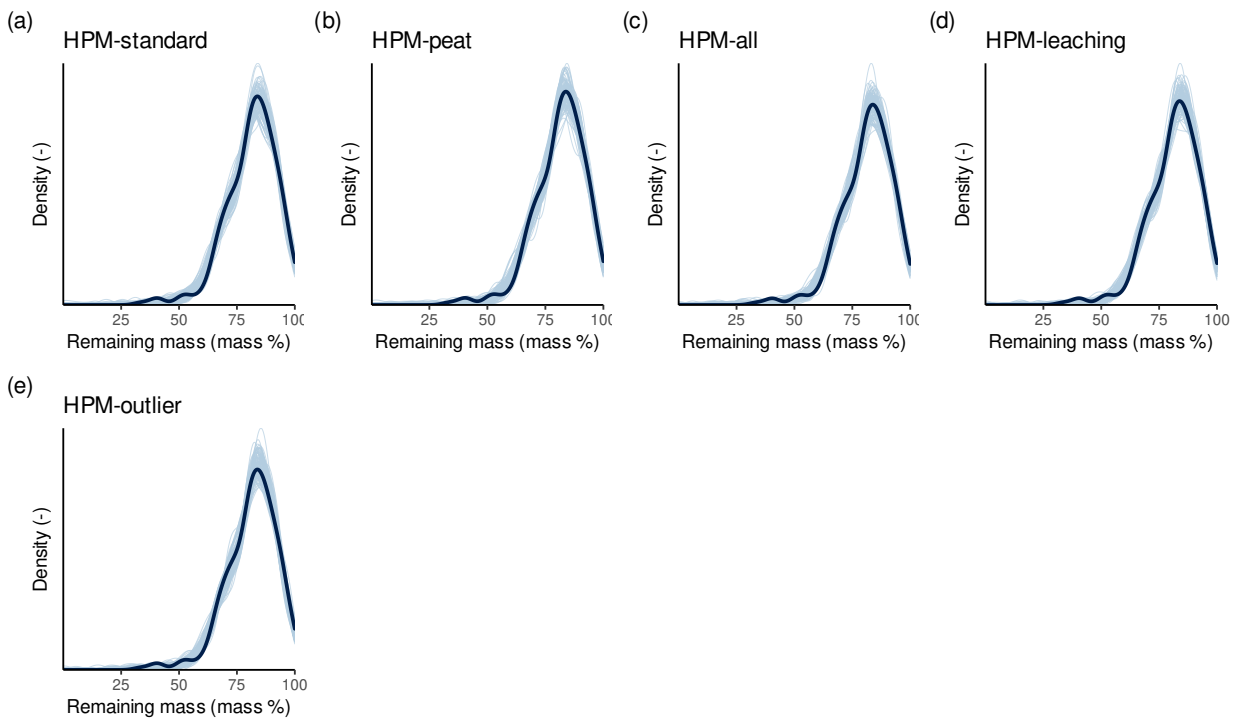 (a)
HPM-standard
Density (-)
25 50 75 100
Remaining mass (mass %)
(b)
HPM-peat
Density (-)
25 50 75 100
Remaining mass (mass %)
(c)
HPM-all
Density (-)
25 50 75 100
Remaining mass (mass %)
(d)
HPM-leaching
Density (-)
25 50 75 100
Remaining mass (mass %)
(e)
HPM-outlier
Density (-)
25 50 75 100
Remaining mass (mass %)